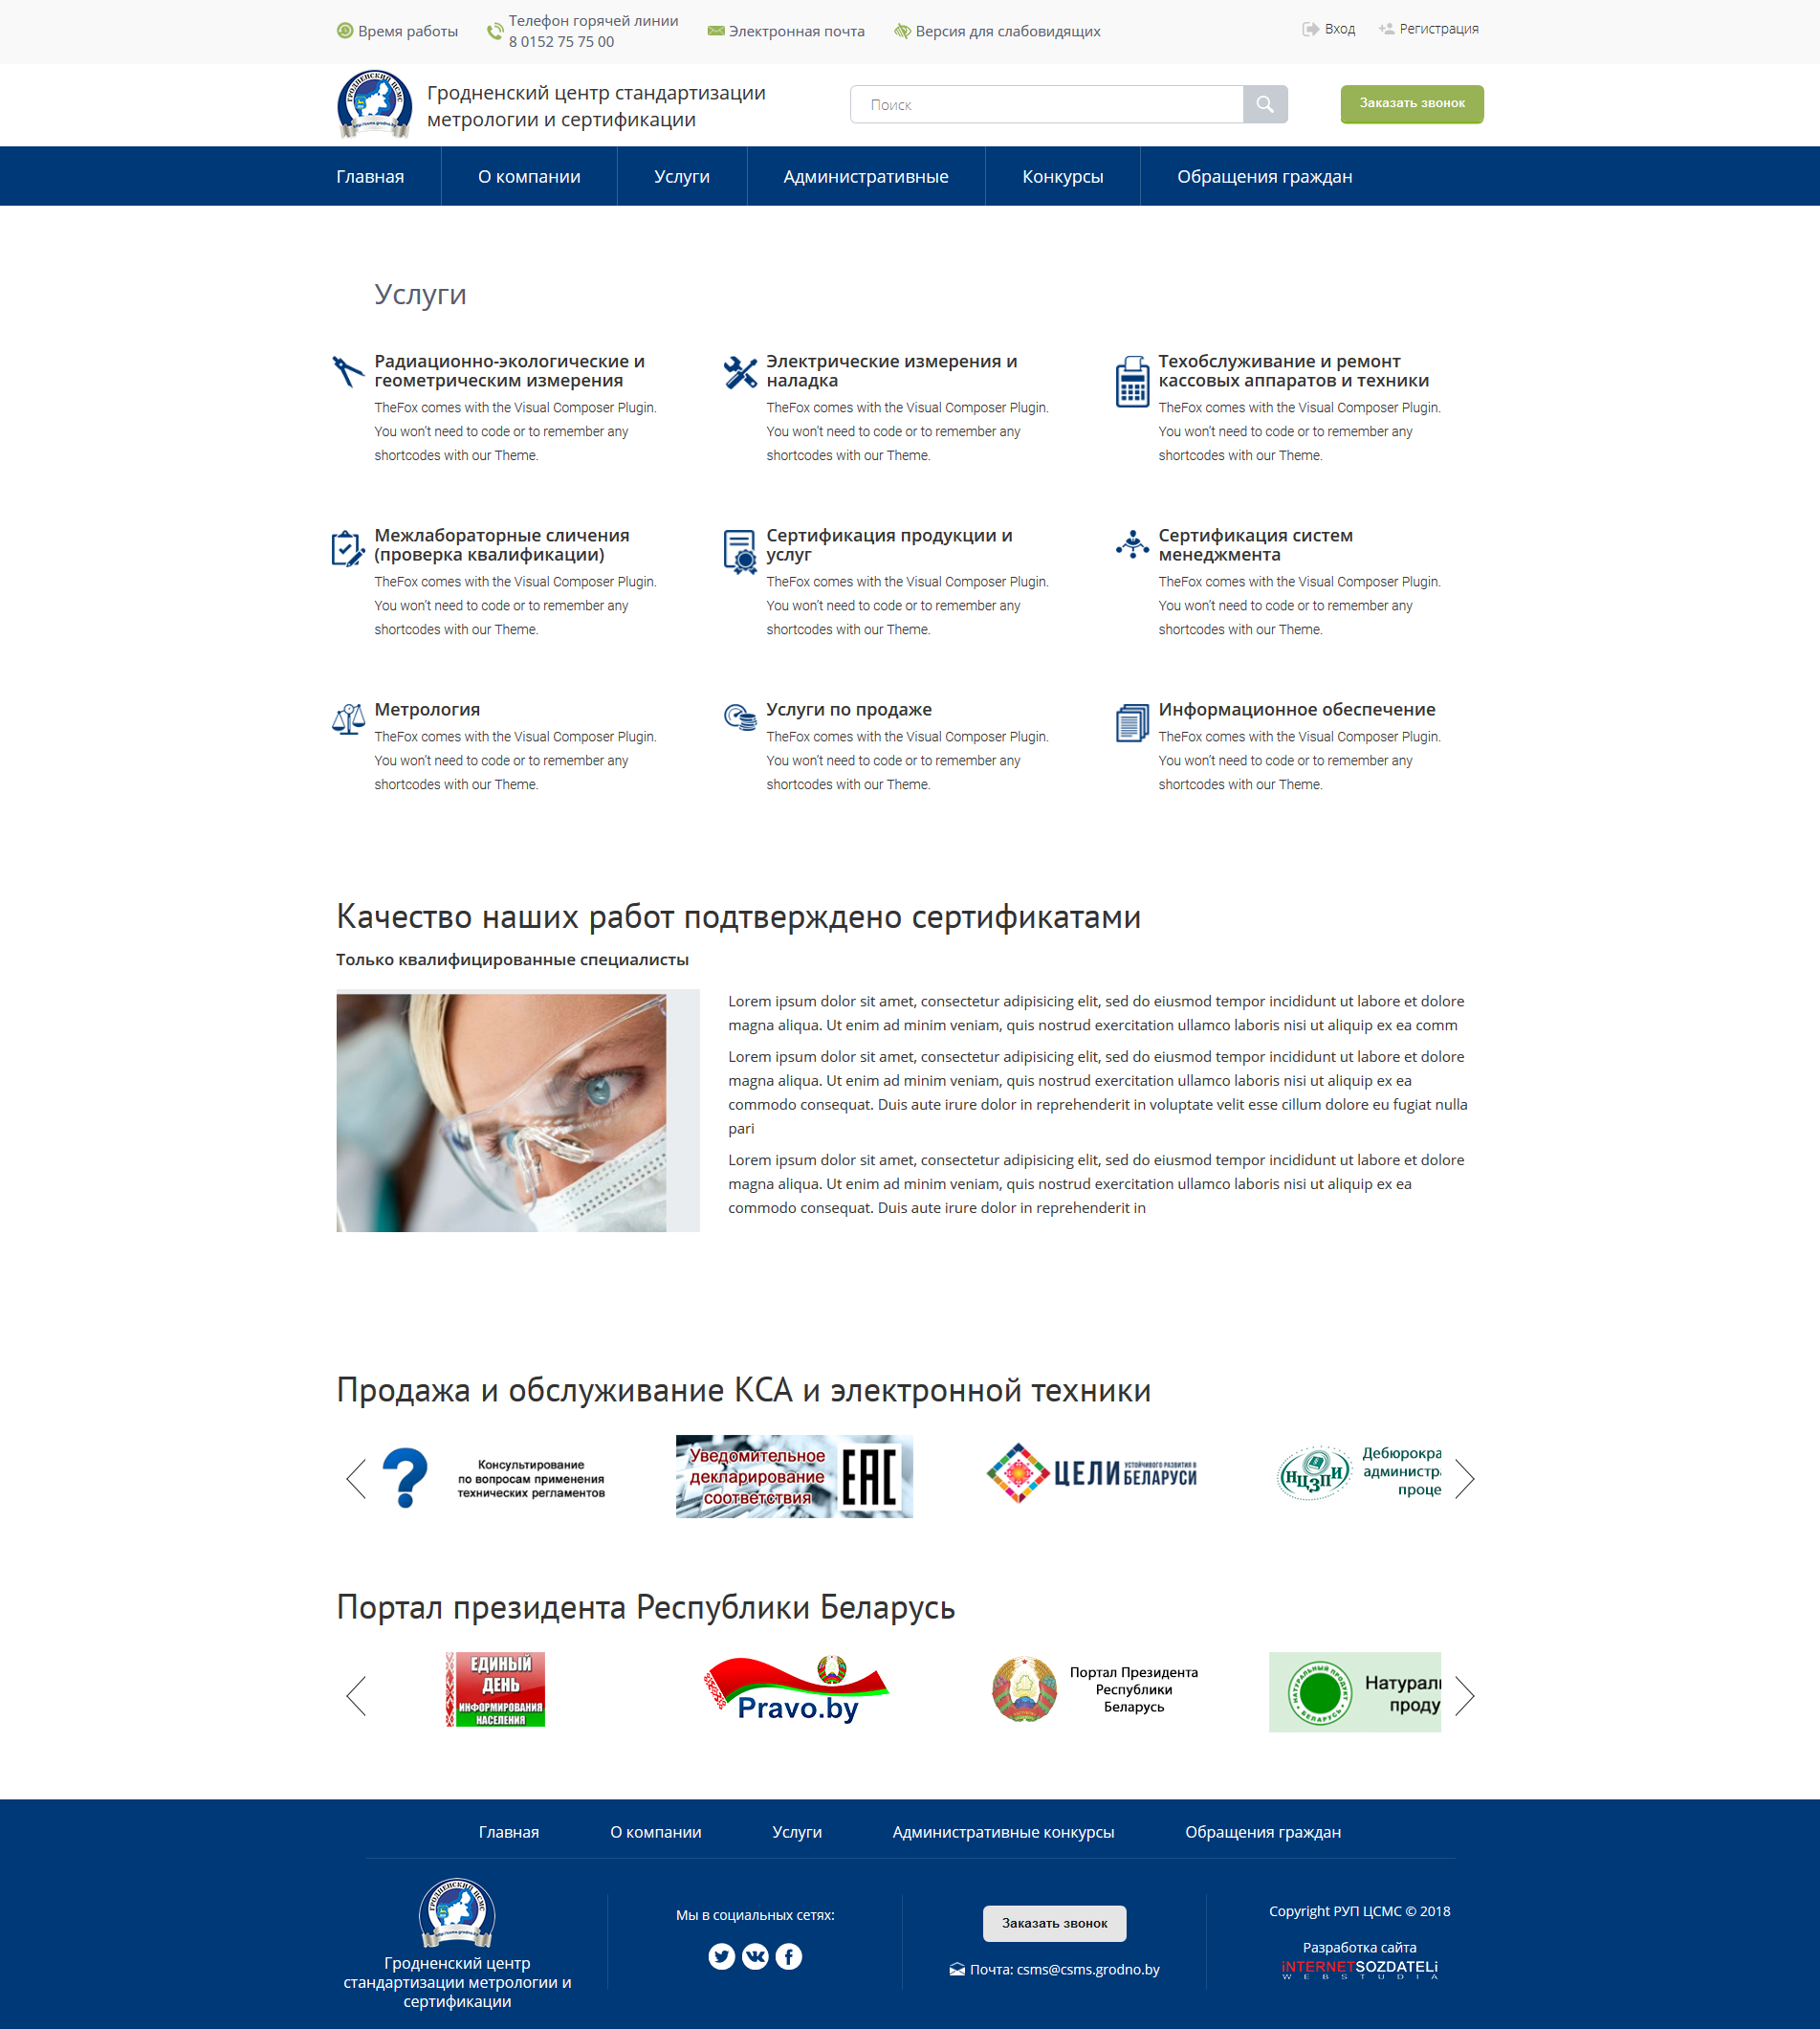 Время работы
Телефон горячей линии
8 0152 75 75 00
Электронная почта
Версия для слабовидящих
Вход
Регистрация
ГРОДНЕНСКИЙ ЦСМС
Гродненский центр стандартизации
метрологии и сертификации
Поиск
Заказать звонок
Главная
О компании
Услуги
Административные
Конкурсы
Обращения граждан
Услуги
Радиационно-экологические и
геометрическим измерения
TheFox comes with the Visual Composer Plugin.
You won’t need to code or to remember any
shortcodes with our Theme.
Электрические измерения и
наладка
TheFox comes with the Visual Composer Plugin.
You won’t need to code or to remember any
shortcodes with our Theme.
Техобслуживание и ремонт
кассовых аппаратов и техники
TheFox comes with the Visual Composer Plugin.
You won’t need to code or to remember any
shortcodes with our Theme.
Межлабораторные сличения
(проверка квалификации)
TheFox comes with the Visual Composer Plugin.
You won’t need to code or to remember any
shortcodes with our Theme.
Сертификация продукции и
услуг
TheFox comes with the Visual Composer Plugin.
You won’t need to code or to remember any
shortcodes with our Theme.
Сертификация систем
менеджмента
TheFox comes with the Visual Composer Plugin.
You won’t need to code or to remember any
shortcodes with our Theme.
Метрология
TheFox comes with the Visual Composer Plugin.
You won’t need to code or to remember any
shortcodes with our Theme.
Услуги по продаже
TheFox comes with the Visual Composer Plugin.
You won’t need to code or to remember any
shortcodes with our Theme.
Информационное обеспечение
TheFox comes with the Visual Composer Plugin.
You won’t need to code or to remember any
shortcodes with our Theme.
Качество наших работ подтверждено сертификатами
Только квалифицированные специалисты
Lorem ipsum dolor sit amet, consectetur adipisicing elit, sed do eiusmod tempor incididunt ut labore et dolore
magna aliqua. Ut enim ad minim veniam, quis nostrud exercitation ullamco laboris nisi ut aliquip ex ea comm
Lorem ipsum dolor sit amet, consectetur adipisicing elit, sed do eiusmod tempor incididunt ut labore et dolore
magna aliqua. Ut enim ad minim veniam, quis nostrud exercitation ullamco laboris nisi ut aliquip ex ea
commodo consequat. Duis aute irure dolor in reprehenderit in voluptate velit esse cillum dolore eu fugiat nulla
pari
Lorem ipsum dolor sit amet, consectetur adipisicing elit, sed do eiusmod tempor incididunt ut labore et dolore
magna aliqua. Ut enim ad minim veniam, quis nostrud exercitation ullamco laboris nisi ut aliquip ex ea
commodo consequat. Duis aute irure dolor in reprehenderit in
Продажа и обслуживание КСА и электронной техники
Консультирование
по вопросам применения
технических регламентов
Уведомительное
декларирование
соответствия
ЕАС
ЦЕЛИ
УСТОЙЧИВОГО РАЗВИТИЯ В
БЕЛАРУСИ
НЦЗПИ
Дебюрокра
админист
проце
Портал президента Республики Беларусь
ЕДИНЫЙ
ДЕНЬ
ИНФОРМИРОВАНИЯ
НАСЕЛЕНИЯ
Pravo.by
Портал Президента
Республики
Беларусь
НАТУРАЛЬНЫЙ ПРОДУКТ
БЕЛАРУСЬ
Натурал
проду
Главная
О компании
Услуги
Административные конкурсы
Обращения граждан
ГРОДНЕНСКИЙ ЦСМС
Гродненский центр
стандартизации метрологии и
сертификации
Мы в социальных сетях:
Заказать звонок
Почта: csms@csms.grodno.by
Copyright РУП ЦСМС © 2018
Разработка сайта
iNTERNETSOZDATELi
WEBSTUDIA